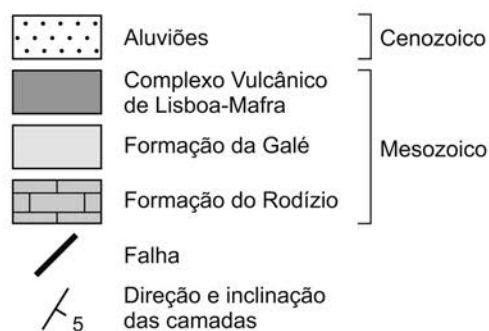 Aluviões
Cenozoico
Complexo Vulcânico
de Lisboa-Mafra
Formação da Galé
Mesozoico
Formação do Rodízio
Falha
5
Direção e inclinação
das camadas